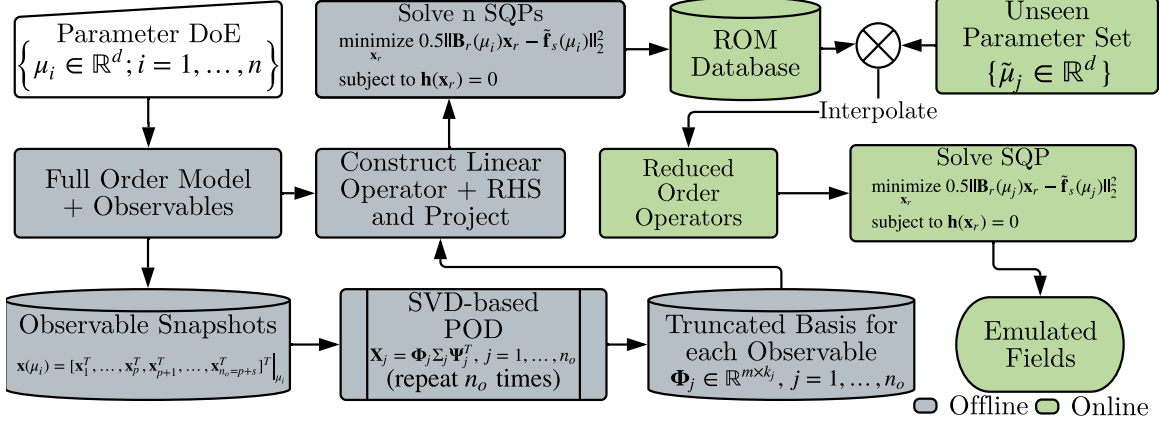 Parameter DoE
{μ_i ∈ ℝ^d; i = 1, . . . , n}
Full Order Model
+ Observables
Observable Snapshots
𝐱(μ_i) = [𝐱_1^T, . . . , 𝐱_p^T, 𝐱_{p+1}^T, . . . , 𝐱_{n_o=p+s}^T]^T|_{μ_i}
SVD-based
POD
𝐗_j = 𝚽_jΣ_j𝚿_j^T, j = 1, . . . , n_o
(repeat n_o times)
Truncated Basis for
each Observable
𝚽_j ∈ ℝ^{m×k_j}, j = 1, . . . , n_o
Construct Linear
Operator + RHS
and Project
Solve n SQPs
minimize 0.5||𝐁_r(μ_i)𝐱_r − 𝐟̃_s(μ_i)||_2^2
𝐱_r
subject to 𝐡(𝐱_r) = 0
ROM
Database
Unseen
Parameter Set
{μ̃_j ∈ ℝ^d}
Interpolate
Reduced
Order
Operators
Solve SQP
minimize 0.5||𝐁_r(μ_j)𝐱_r − 𝐟̃_s(μ_j)||_2^2
𝐱_r
subject to 𝐡(𝐱_r) = 0
Emulated
Fields
Offline
Online